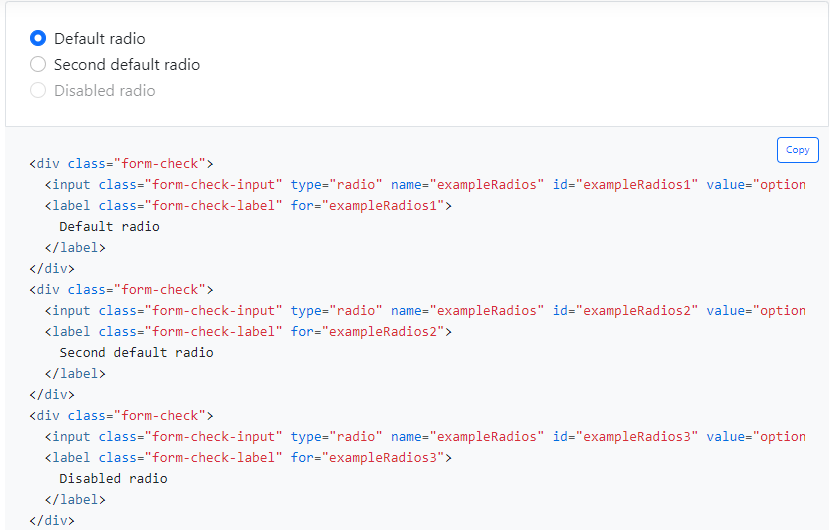 Default radio
Second default radio
Disabled radio
Copy
<div class="form-check">
<input class="form-check-input" type="radio" name="exampleRadios" id="exampleRadios1" value="option
<label class="form-check-label" for="exampleRadios1">
Default radio
</label>
</div>
<div class="form-check">
<input class="form-check-input" type="radio" name="exampleRadios" id="exampleRadios2" value="option
<label class="form-check-label" for="exampleRadios2">
Second default radio
</label>
</div>
<div class="form-check">
<input class="form-check-input" type="radio" name="exampleRadios" id="exampleRadios3" value="option
<label class="form-check-label" for="exampleRadios3">
Disabled radio
</label>
</div>